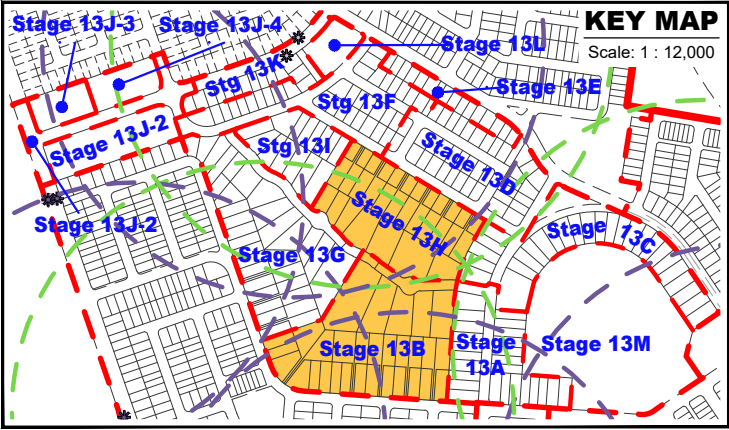 KEY MAP
Scale: 1 : 12,000
Stage 13J-3
Stage 13J-4
Stage 13L
Stg 13K
Stage 13E
Stg 13F
Stage 13J-2
Stg 13I
Stage 13D
Stage 13J-2
Stage 13H
Stage 13C
Stage 13G
Stage 13B
Stage
13A
Stage 13M